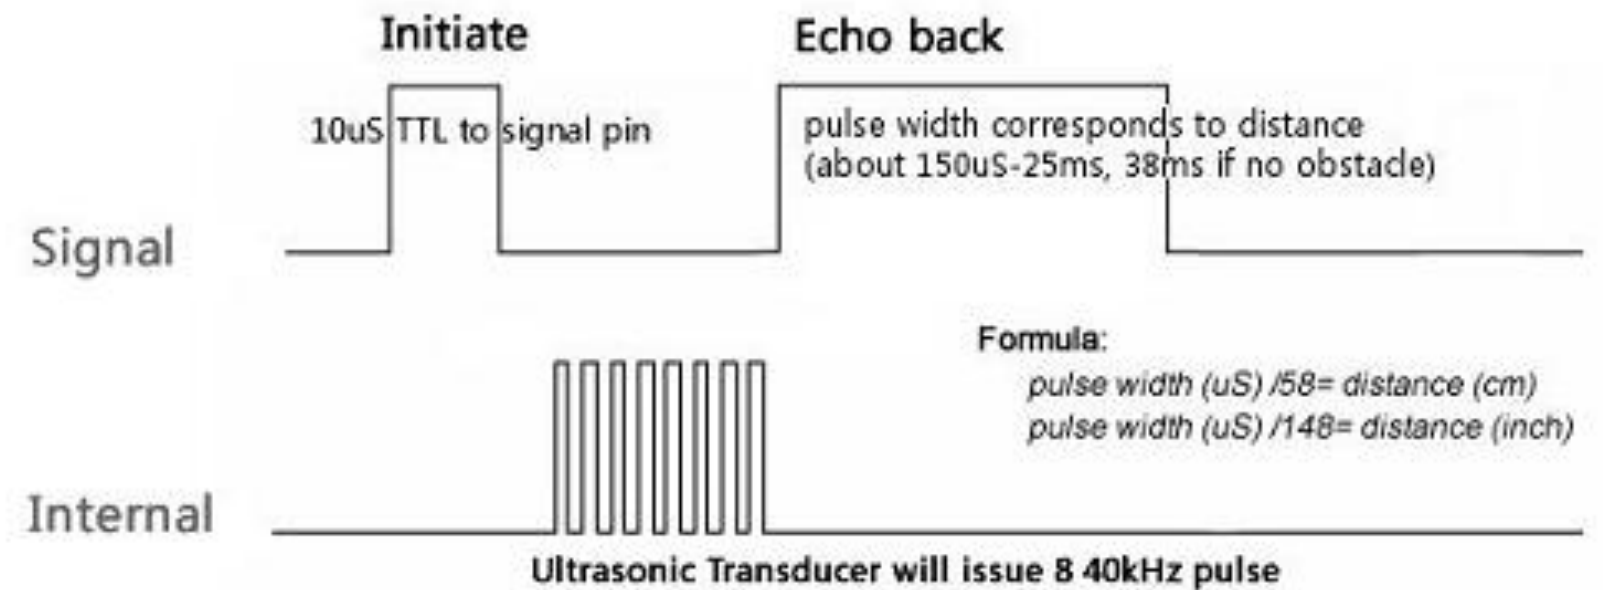 Initiate
Echo back
10uS TTL to signal pin
pulse width corresponds to distance
(about 150uS-25ms, 38ms if no obstacle)
Signal
Formula:
pulse width (uS) /58= distance (cm)
pulse width (uS) /148= distance (inch)
Internal
Ultrasonic Transducer will issue 8 40kHz pulse